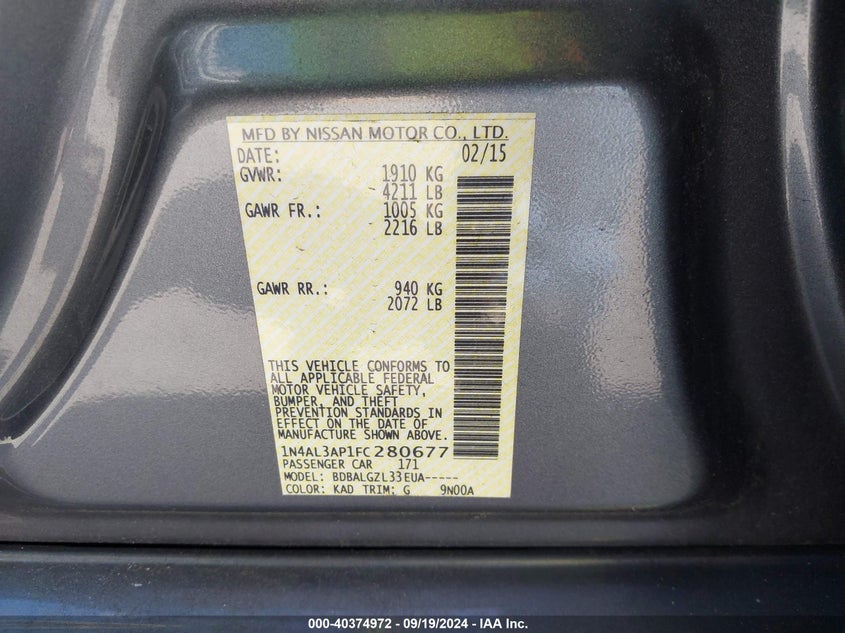 MFD BY NISSAN MOTOR CO., LTD.
DATE: 02/15
GVWR: 1910 KG
4211 LB
GAWR FR.: 1005 KG
2216 LB
GAWR RR.: 940 KG
2072 LB
THIS VEHICLE CONFORMS TO
ALL APPLICABLE FEDERAL
MOTOR VEHICLE SAFETY,
BUMPER, AND THEFT
PREVENTION STANDARDS IN
EFFECT ON THE DATE OF
MANUFACTURE SHOWN ABOVE.
1N4AL3AP1FC280677
PASSENGER CAR 171
MODEL: BDBALGZL33EUA-----
COLOR: KAD TRIM: G 9N00A
000-40374972 - 09/19/2024 - IAA Inc.